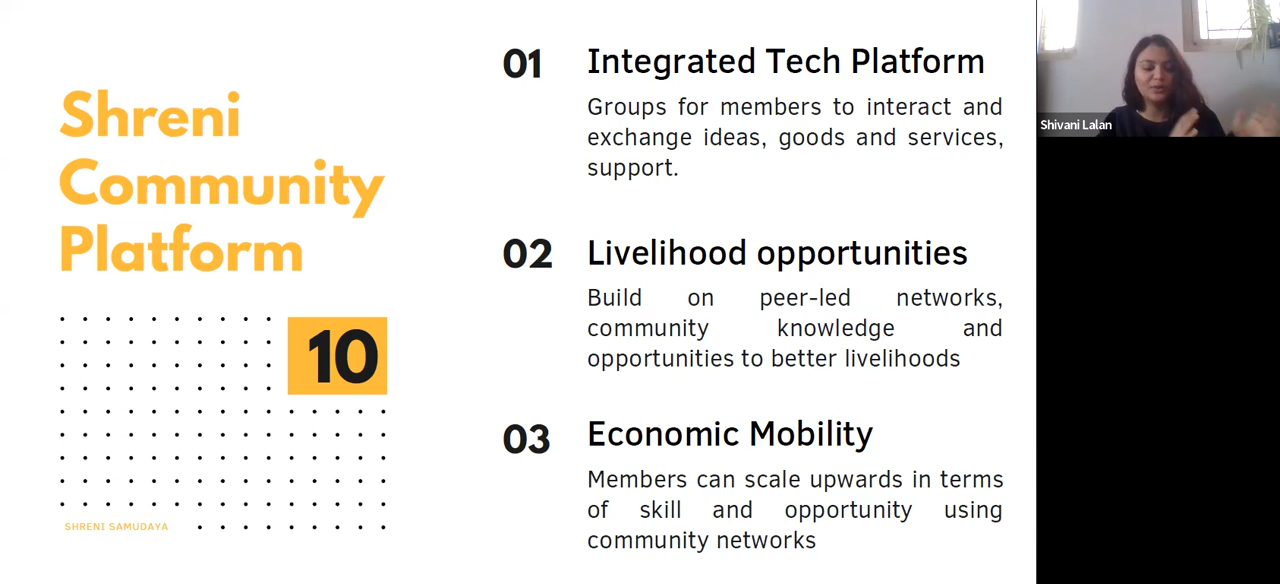 Shreni
Community
Platform
10
SHRENI SAMUDAYA
01
Integrated Tech Platform
Groups for members to interact and
exchange ideas, goods and services,
support.
02
Livelihood opportunities
Build on peer-led networks,
community knowledge and
opportunities to better livelihoods
03
Economic Mobility
Members can scale upwards in terms
of skill and opportunity using
community networks
Shivani Lalan